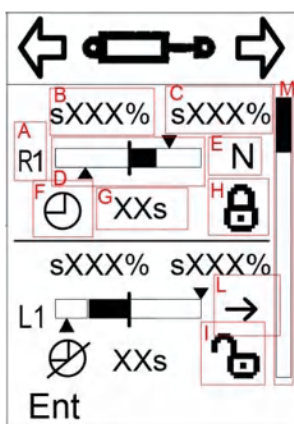 B C M
sXXX% sXXX%
A E
R1 N
D
F G H
XXs
sXXX% sXXX%
L
L1 →
I
XXs
Ent